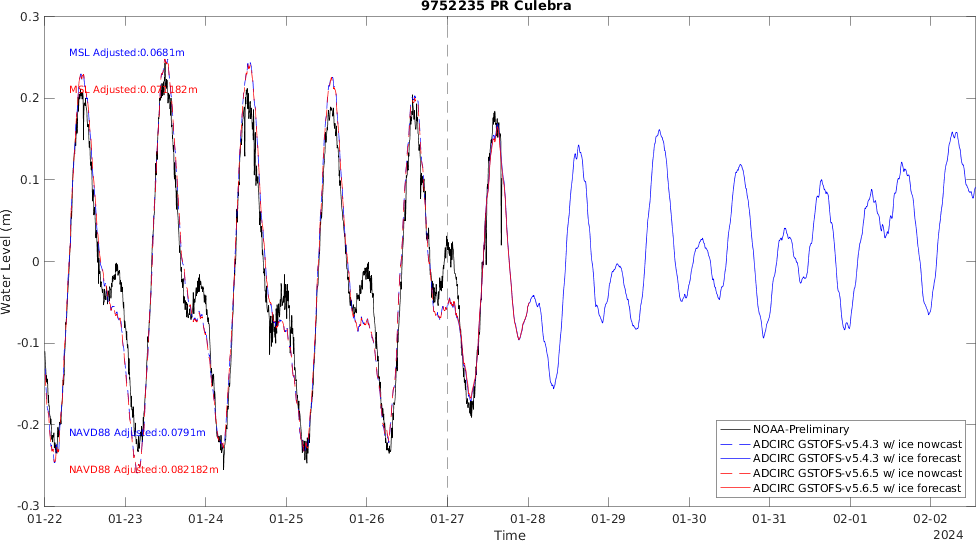 9752235 PR Culebra
0.3
0.2
0.1
0
-0.1
-0.2
-0.3
Water Level (m)
MSL Adjusted:0.0681m
MSL Adjusted:0.072182m
NAVD88 Adjusted:0.0791m
NAVD88 Adjusted:0.082182m
NOAA-Preliminary
ADCIRC GSTOFS-v5.4.3 w/ ice nowcast
ADCIRC GSTOFS-v5.4.3 w/ ice forecast
ADCIRC GSTOFS-v5.6.5 w/ ice nowcast
ADCIRC GSTOFS-v5.6.5 w/ ice forecast
01-22 01-23 01-24 01-25 01-26 01-27 01-28 01-29 01-30 01-31 02-01 02-02
2024
Time